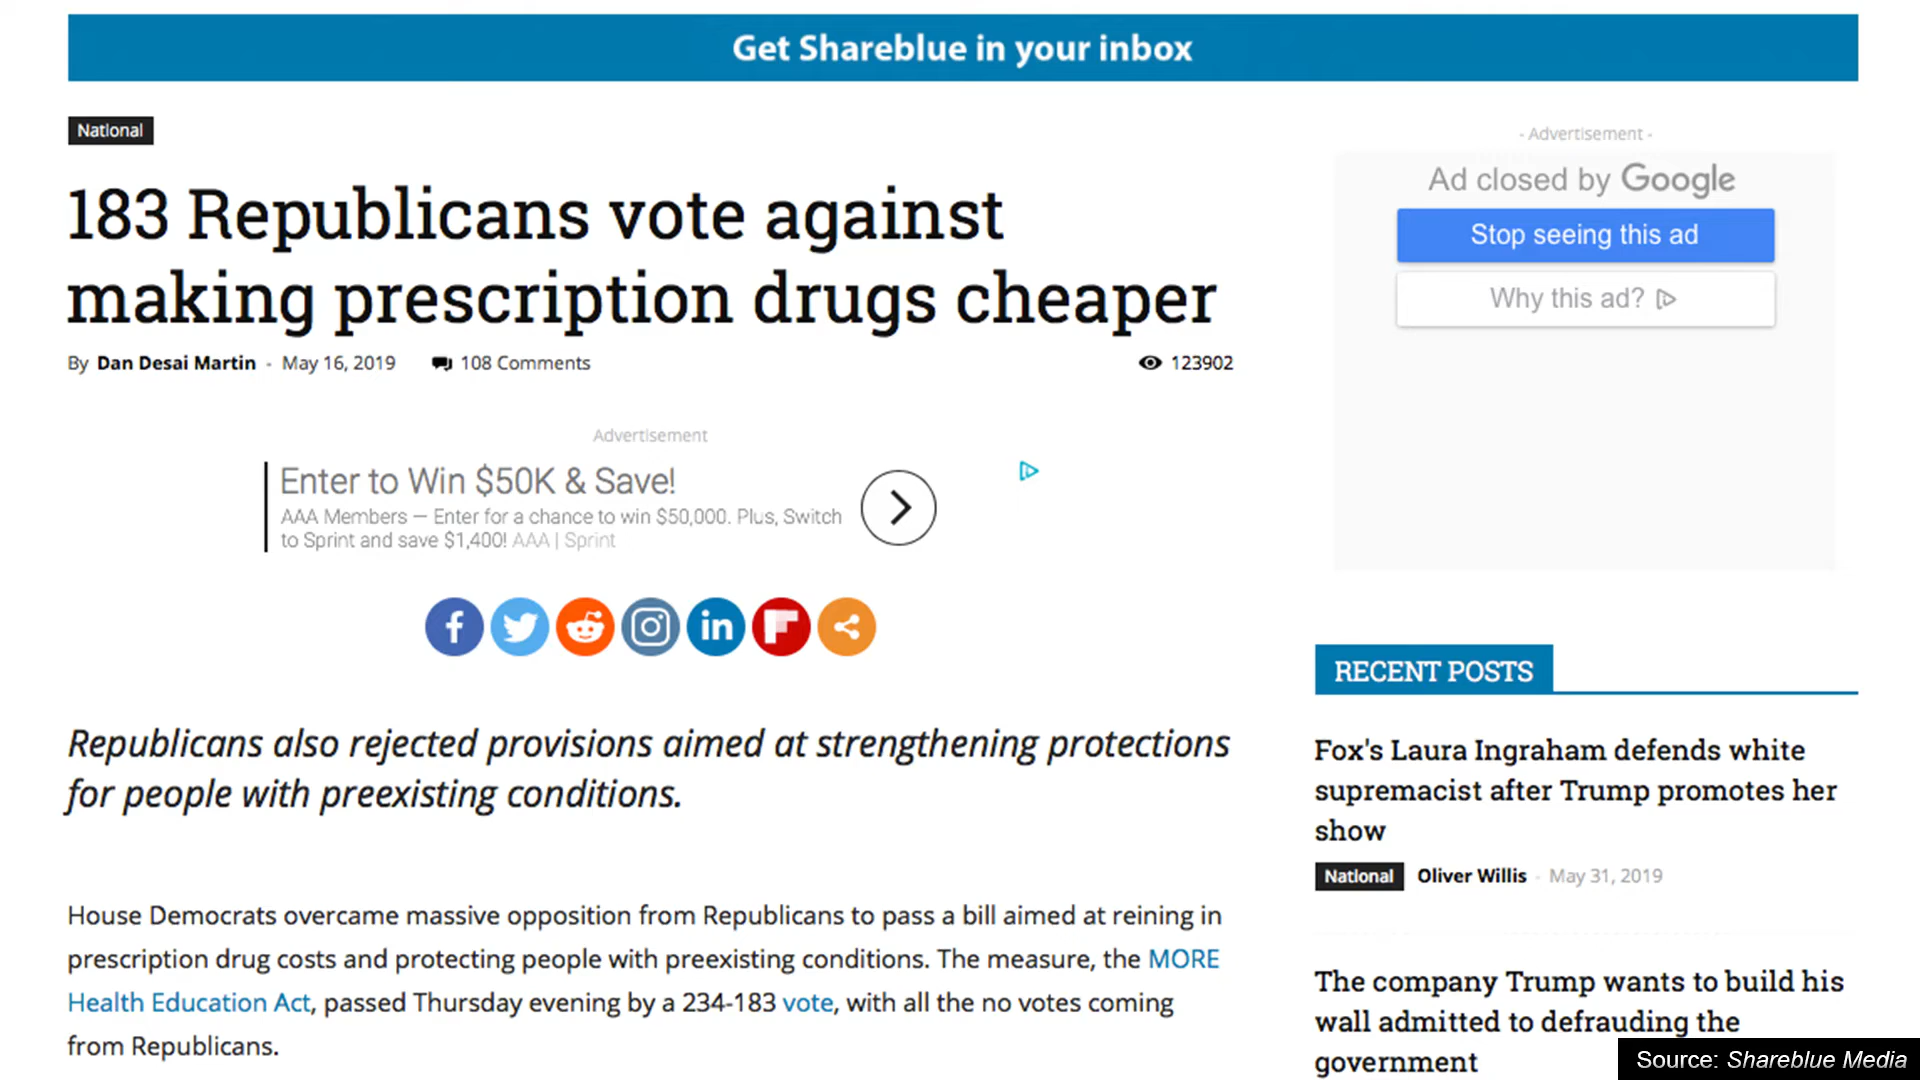 Get Shareblue in your inbox
National
183 Republicans vote against
making prescription drugs cheaper
By Dan Desai Martin - May 16, 2019 108 Comments 123902
Advertisement
Enter to Win $50K & Save!
AAA Members — Enter for a chance to win $50,000. Plus, Switch
to Sprint and save $1,400! AAA | Sprint
Republicans also rejected provisions aimed at strengthening protections
for people with preexisting conditions.
House Democrats overcame massive opposition from Republicans to pass a bill aimed at reining in
prescription drug costs and protecting people with preexisting conditions. The measure, the MORE
Health Education Act, passed Thursday evening by a 234-183 vote, with all the no votes coming
from Republicans.
- Advertisement -
Ad closed by Google
Stop seeing this ad
Why this ad?
RECENT POSTS
Fox's Laura Ingraham defends white
supremacist after Trump promotes her
show
National Oliver Willis - May 31, 2019
The company Trump wants to build his
wall admitted to defrauding the
government
Source: Shareblue Media